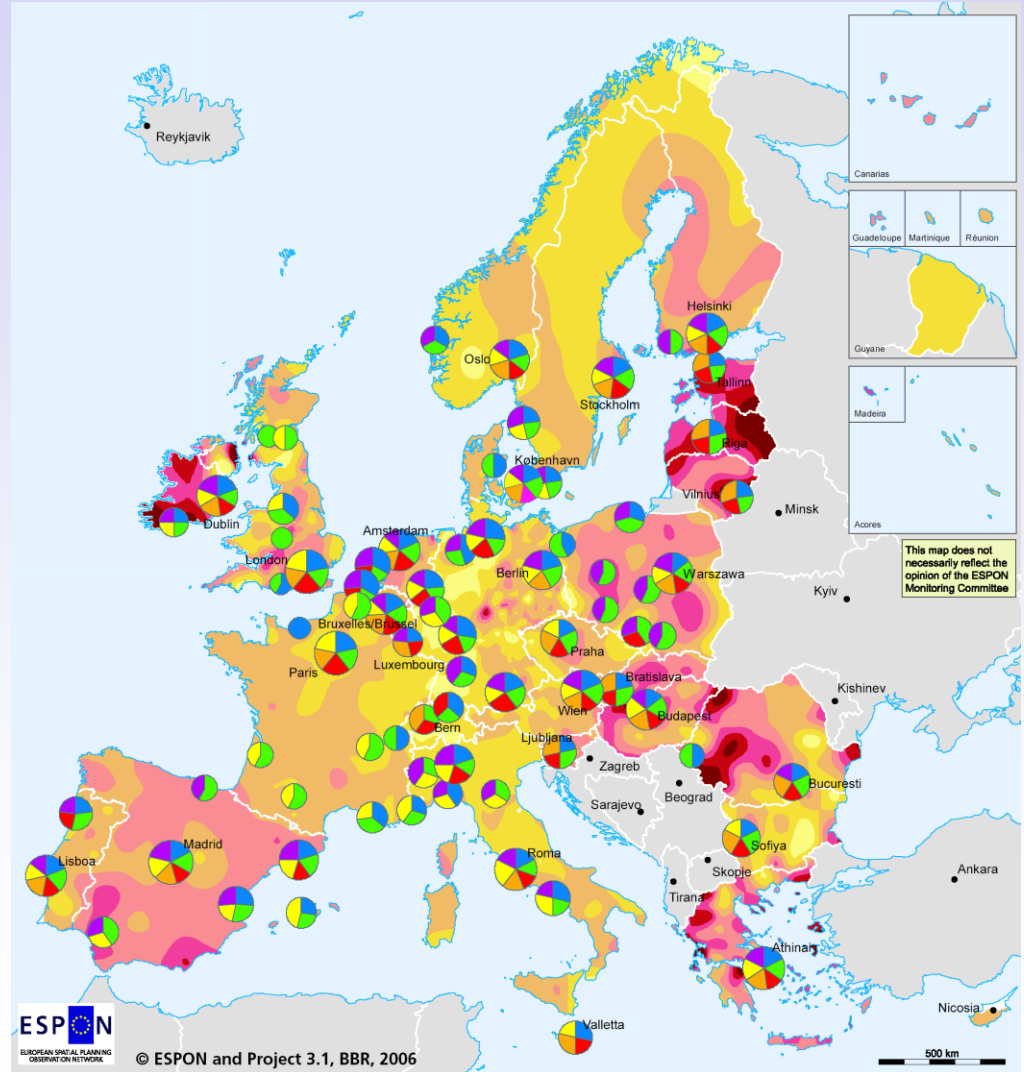 Reykjavik
Canarias
Guadeloupe
Martinique
Réunion
Guyane
Madeira
Acores
This map does not
necessarily reflect the
opinion of the ESPON
Monitoring Committee
Helsinki
Oslo
Tallinn
Stockholm
Riga
København
Vilnius
Minsk
Dublin
Amsterdam
London
Berlin
Warszawa
Kyiv
Bruxelles/Brussel
Praha
Paris
Luxembourg
Bratislava
Kishinev
Wien
Budapest
Bern
Ljubljana
Zagreb
Bucuresti
Beograd
Sarajevo
Sofiya
Madrid
Roma
Lisboa
Skopje
Ankara
Tirana
Athinai
Nicosia
Valletta
ESPON
EUROPEAN SPATIAL PLANNING
OBSERVATION NETWORK
© ESPON and Project 3.1, BBR, 2006
500 km